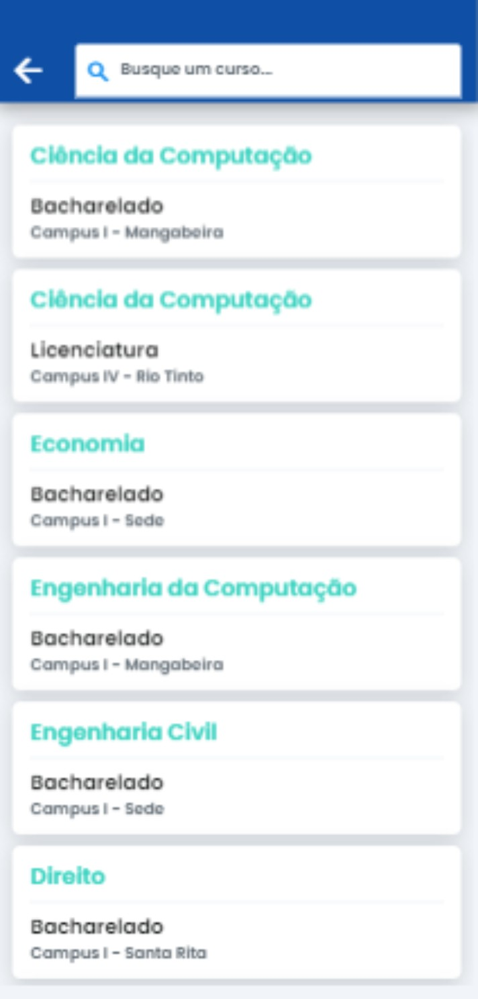 Busque um curso...
Ciência da Computação
Bacharelado
Campus I - Mangabeira
Ciência da Computação
Licenciatura
Campus IV - Rio Tinto
Economia
Bacharelado
Campus I - Sede
Engenharia da Computação
Bacharelado
Campus I - Mangabeira
Engenharia Civil
Bacharelado
Campus I - Sede
Direito
Bacharelado
Campus I - Santa Rita